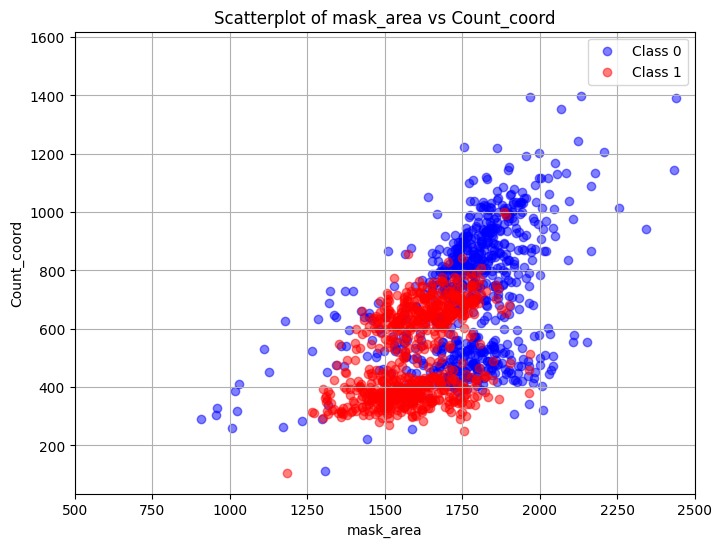 Scatterplot of mask_area vs Count_coord
Class 0
Class 1
Count_coord
1600
1400
1200
1000
800
600
400
200
500 750 1000 1250 1500 1750 2000 2250 2500
mask_area